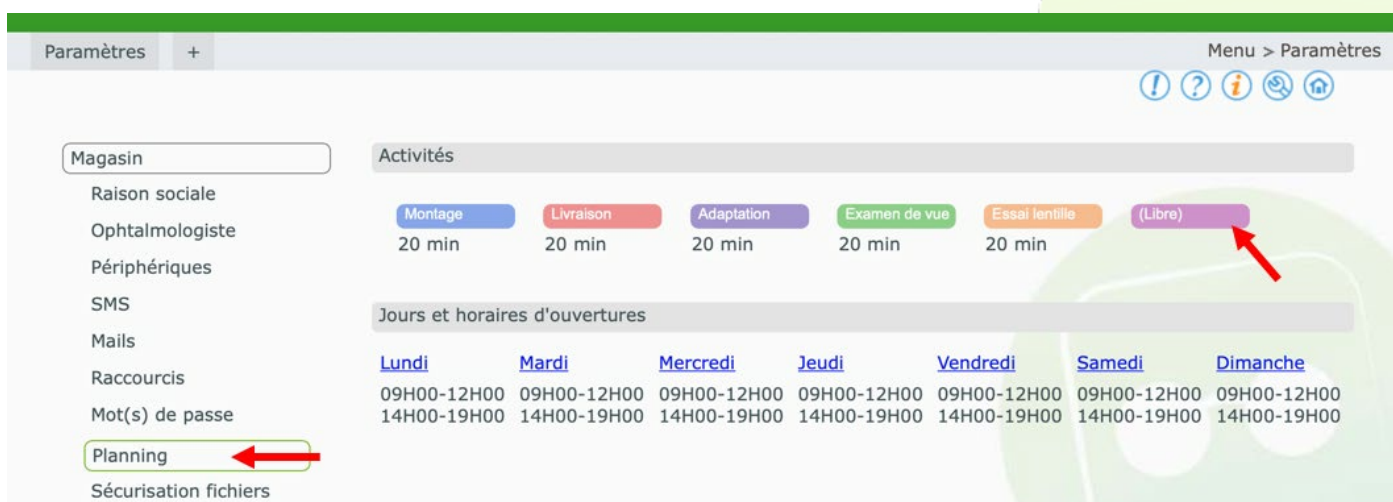 Paramètres +
Menu > Paramètres
Magasin
Raison sociale
Ophtalmologiste
Périphériques
SMS
Mails
Raccourcis
Mot(s) de passe
Planning
Sécurisation fichiers
Activités
Montage Livraison Adaptation Examen de vue Essai lentille (Libre)
20 min 20 min 20 min 20 min 20 min
Jours et horaires d'ouvertures
Lundi Mardi Mercredi Jeudi Vendredi Samedi Dimanche
09H00-12H00 09H00-12H00 09H00-12H00 09H00-12H00 09H00-12H00 09H00-12H00 09H00-12H00
14H00-19H00 14H00-19H00 14H00-19H00 14H00-19H00 14H00-19H00 14H00-19H00 14H00-19H00